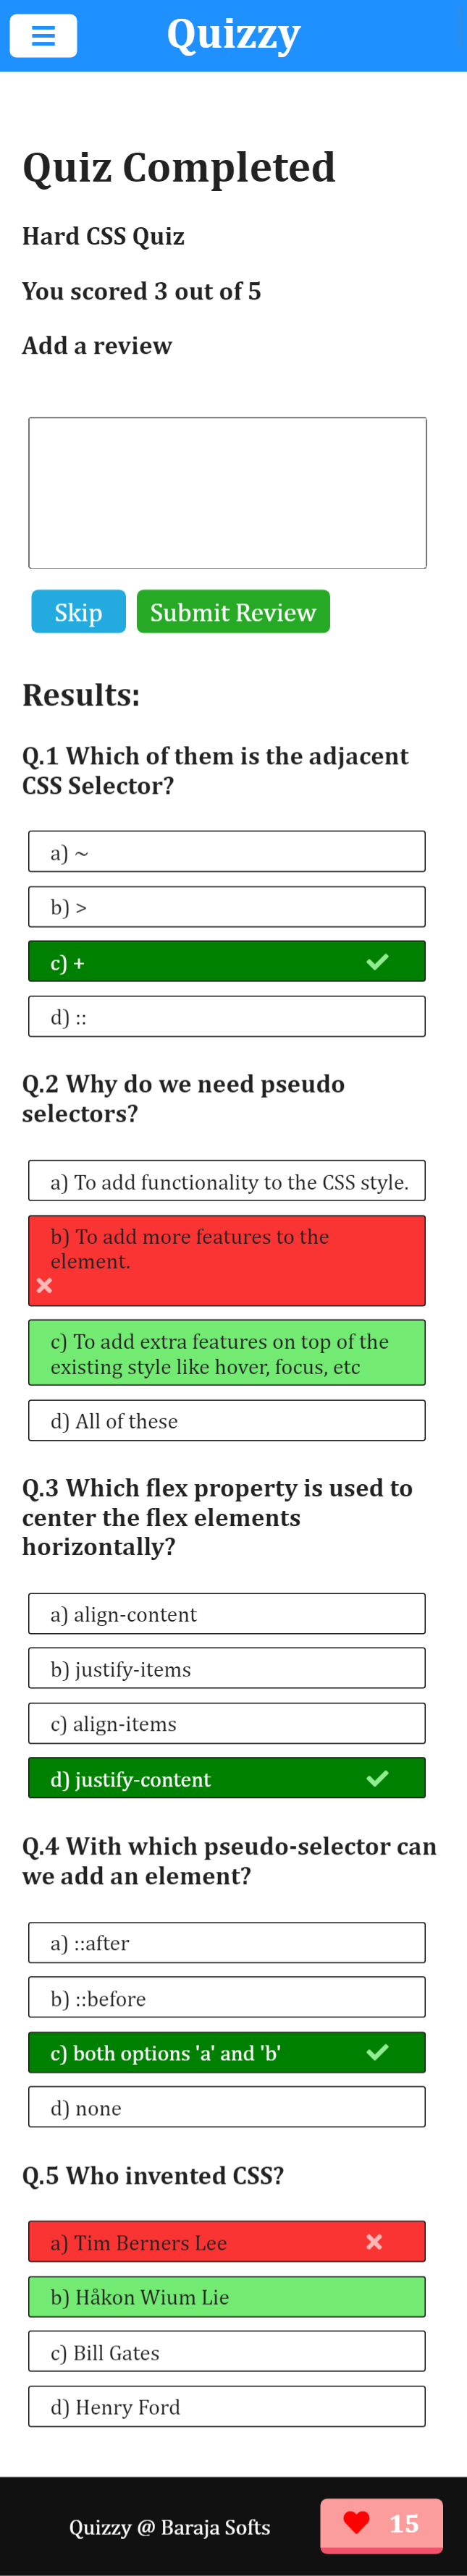 Quizzy
Quiz Completed
Hard CSS Quiz
You scored 3 out of 5
Add a review
Skip
Submit Review
Results:
Q.1 Which of them is the adjacent
CSS Selector?
a) ~
b) >
c) +
d) ::
Q.2 Why do we need pseudo
selectors?
a) To add functionality to the CSS style.
b) To add more features to the
element.
c) To add extra features on top of the
existing style like hover, focus, etc
d) All of these
Q.3 Which flex property is used to
center the flex elements
horizontally?
a) align-content
b) justify-items
c) align-items
d) justify-content
Q.4 With which pseudo-selector can
we add an element?
a) ::after
b) ::before
c) both options 'a' and 'b'
d) none
Q.5 Who invented CSS?
a) Tim Berners Lee
b) Håkon Wium Lie
c) Bill Gates
d) Henry Ford
Quizzy @ Baraja Softs
15